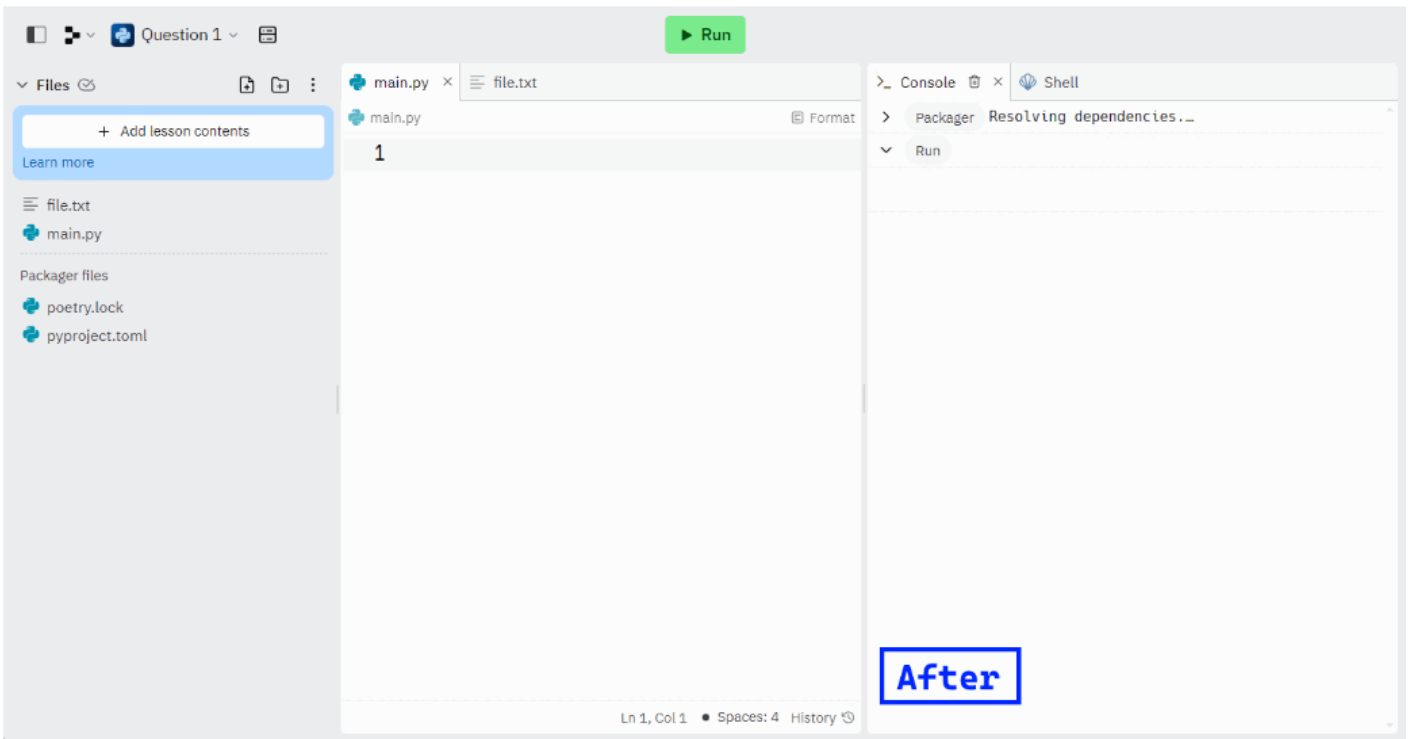 Question 1
Run
Files
main.py
file.txt
Console
Shell
+ Add lesson contents
Learn more
main.py
Format
Packager Resolving dependencies...
1
Run
file.txt
main.py
Packager files
poetry.lock
pyproject.toml
After
Ln 1, Col 1 • Spaces: 4 History